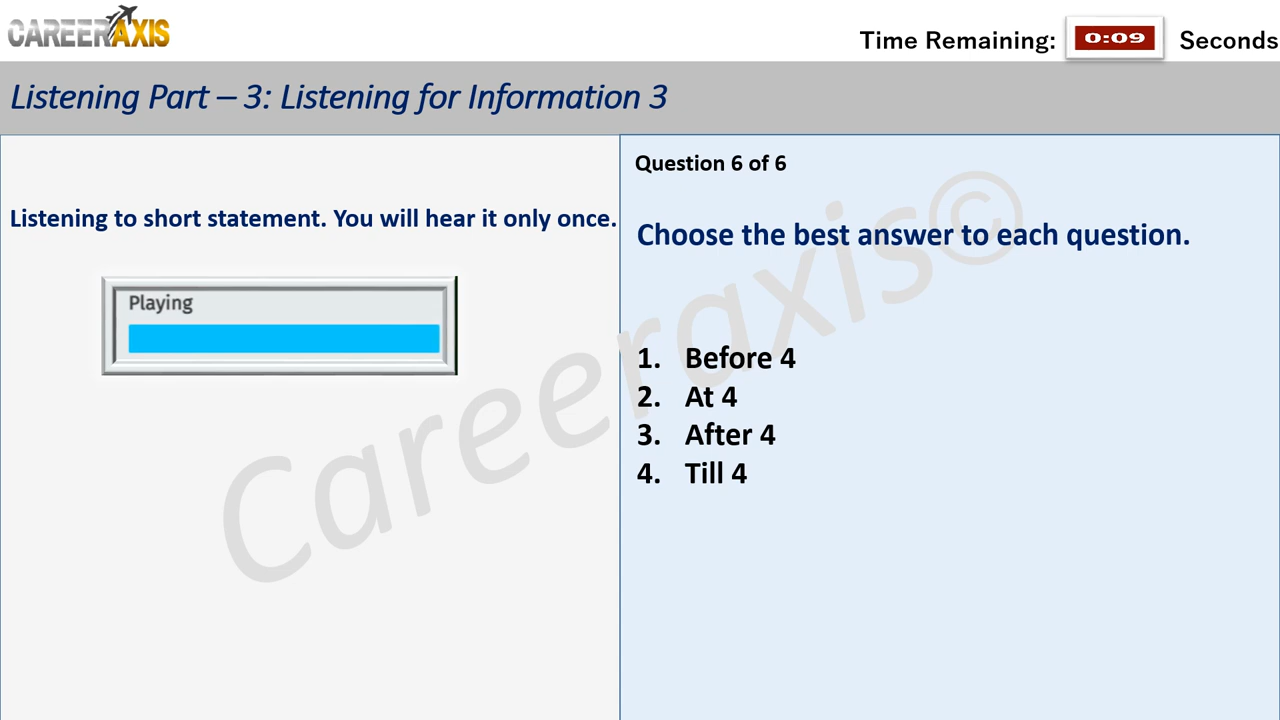 CAREERAXIS
Time Remaining: 0:09 Seconds
Listening Part – 3: Listening for Information 3
Listening to short statement. You will hear it only once.
Playing
Question 6 of 6
Choose the best answer to each question.
1. Before 4
2. At 4
3. After 4
4. Till 4
Careeraxis©